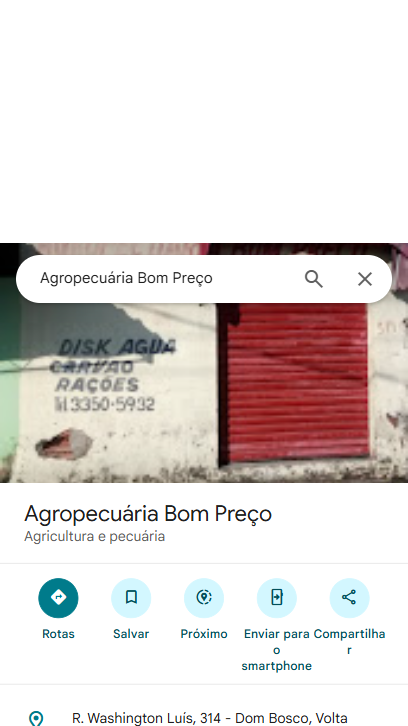 Agropecuária Bom Preço
DISK AGUA
CARVAO
RAÇÕES
3350-5932
Agropecuária Bom Preço
Agricultura e pecuária
Rotas
Salvar
Próximo
Enviar para o smartphone
Compartilhar
R. Washington Luís, 314 - Dom Bosco, Volta